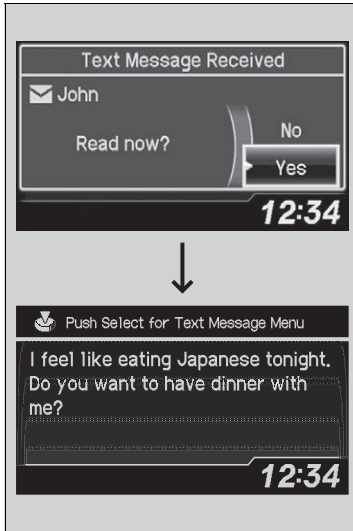 Text Message Received
John
Read now?
No
Yes
12:34
Push Select for Text Message Menu
I feel like eating Japanese tonight.
Do you want to have dinner with
me?
12:34